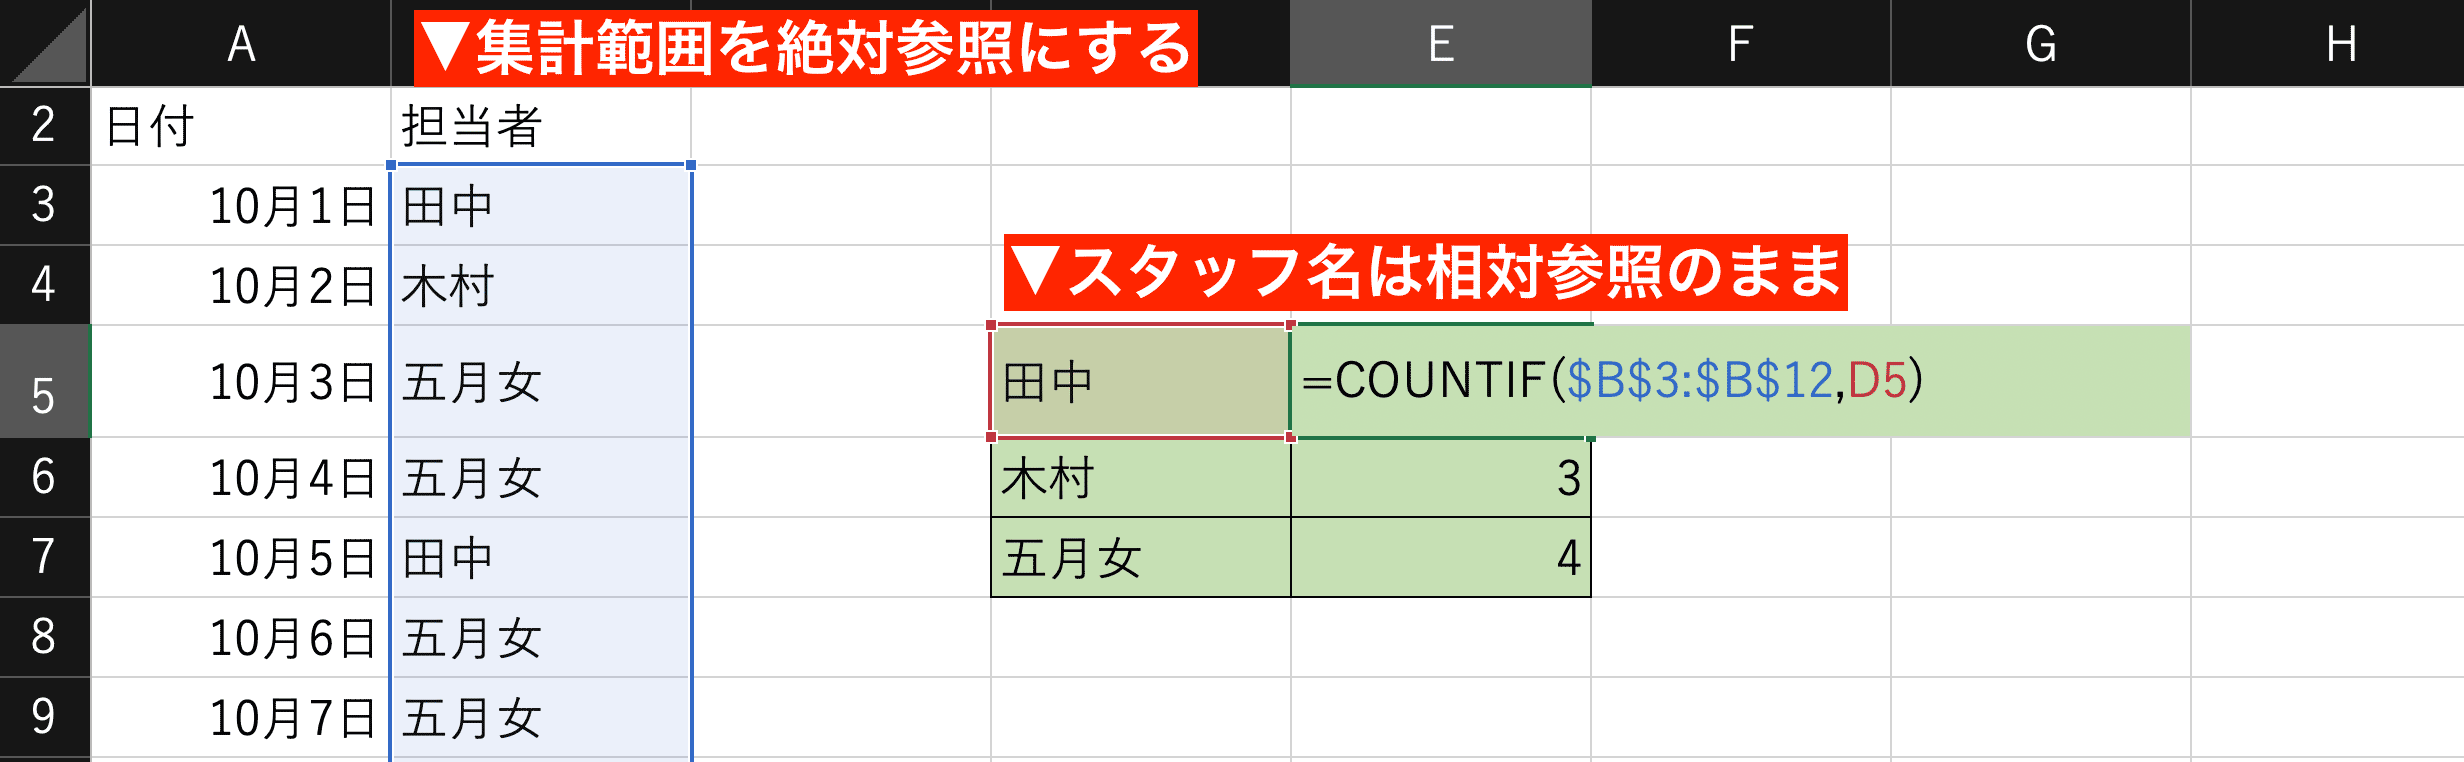 A ▼集計範囲を絶対参照にする E F G H
2 日付 担当者
3 10月1日 田中
4 10月2日 木村
▼スタッフ名は相対参照のまま
5 10月3日 五月女 田中 =COUNTIF($B$3:$B$12,D5)
6 10月4日 五月女 木村 3
7 10月5日 田中 五月女 4
8 10月6日 五月女
9 10月7日 五月女